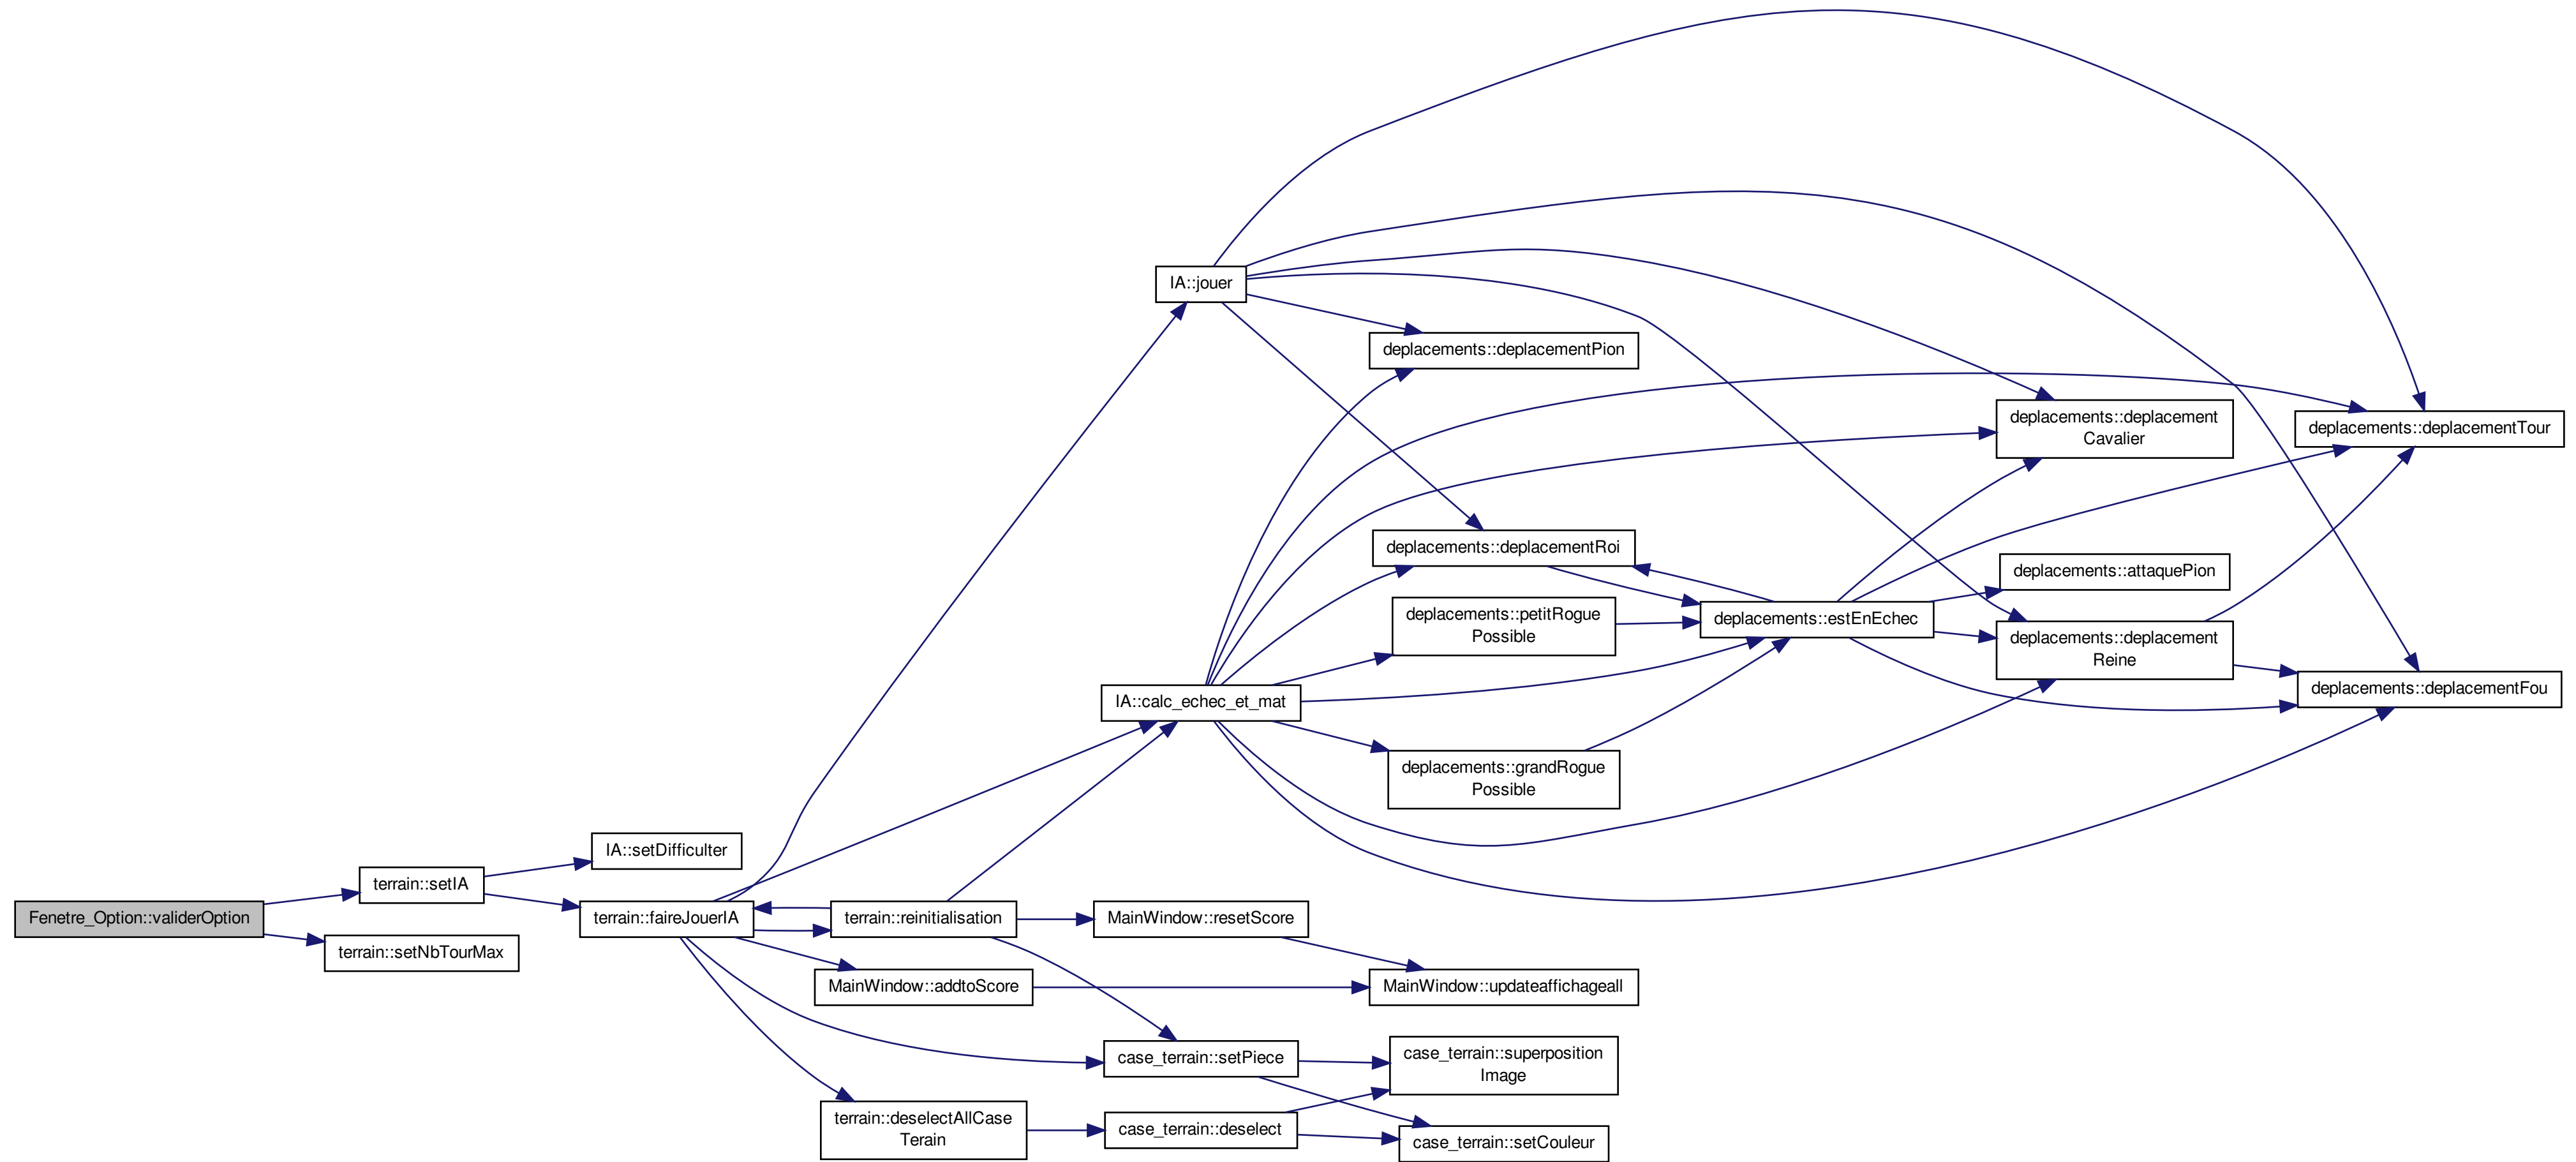 IA::jouer
deplacements::deplacementPion
deplacements::deplacement
Cavalier
deplacements::deplacementTour
deplacements::deplacementRoi
deplacements::attaquePion
deplacements::petitRogue
Possible
deplacements::estEnEchec
deplacements::deplacement
Reine
deplacements::deplacementFou
IA::calc_echec_et_mat
deplacements::grandRogue
Possible
IA::setDifficulter
terrain::setIA
Fenetre_Option::validerOption
terrain::faireJouerIA
terrain::reinitialisation
MainWindow::resetScore
terrain::setNbTourMax
MainWindow::addtoScore
MainWindow::updateaffichageall
case_terrain::setPiece
case_terrain::superposition
Image
terrain::deselectAllCase
Terain
case_terrain::deselect
case_terrain::setCouleur